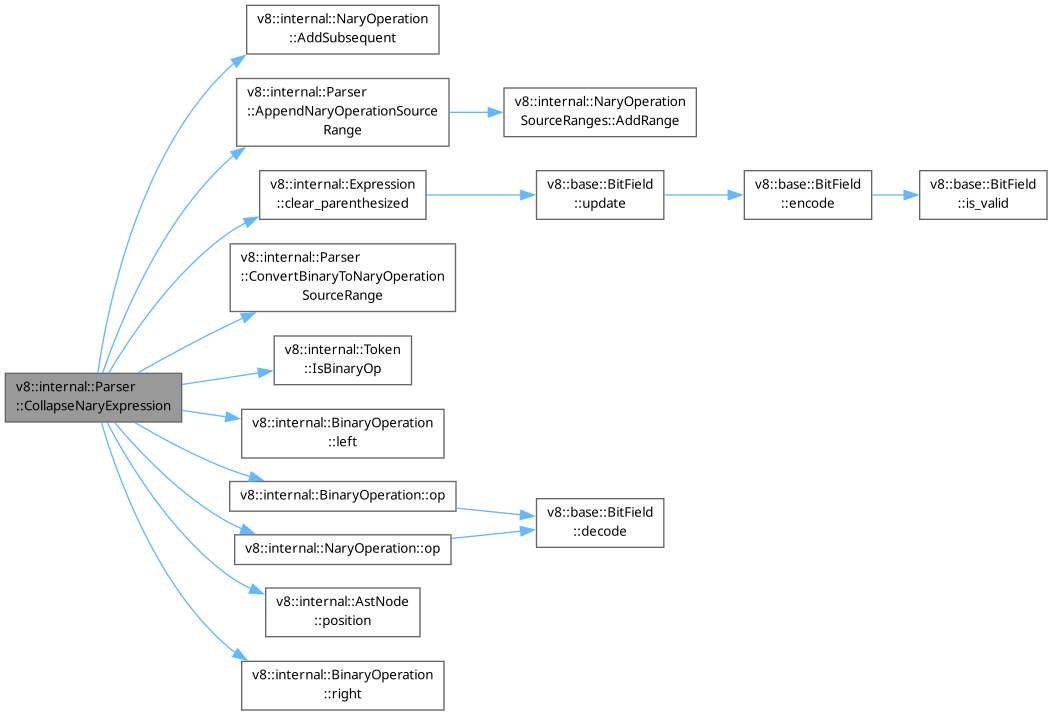 v8::internal::NaryOperation
::AddSubsequent
v8::internal::Parser
::AppendNaryOperationSource
Range
v8::internal::NaryOperation
SourceRanges::AddRange
v8::internal::Expression
::clear_parenthesized
v8::base::BitField
::update
v8::base::BitField
::encode
v8::base::BitField
::is_valid
v8::internal::Parser
::ConvertBinaryToNaryOperation
SourceRange
v8::internal::Token
::IsBinaryOp
v8::internal::Parser
::CollapseNaryExpression
v8::internal::BinaryOperation
::left
v8::internal::BinaryOperation::op
v8::internal::NaryOperation::op
v8::base::BitField
::decode
v8::internal::AstNode
::position
v8::internal::BinaryOperation
::right